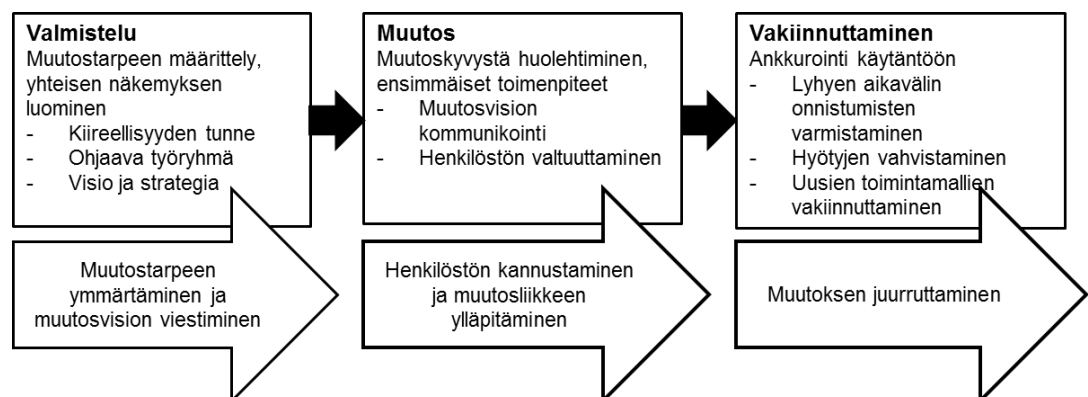 Valmistelu
Muutostarpeen määrittely,
yhteisen näkemyksen
luominen
- Kiireellisyyden tunne
- Ohjaava työryhmä
- Visio ja strategia
Muutostarpeen
ymmärtäminen ja
muutosvision viestiminen
Muutos
Muutoskyvystä huolehtiminen,
ensimmäiset toimenpiteet
- Muutosvision
kommunikointi
- Henkilöstön valtuuttaminen
Henkilöstön kannustaminen
ja muutosliikkeen
ylläpitäminen
Vakiinnuttaminen
Ankkurointi käytäntöön
- Lyhyen aikavälin
onnistumisten
varmistaminen
- Hyötyjen vahvistaminen
- Uusien toimintamallien
vakiinnuttaminen
Muutoksen juurruttaminen